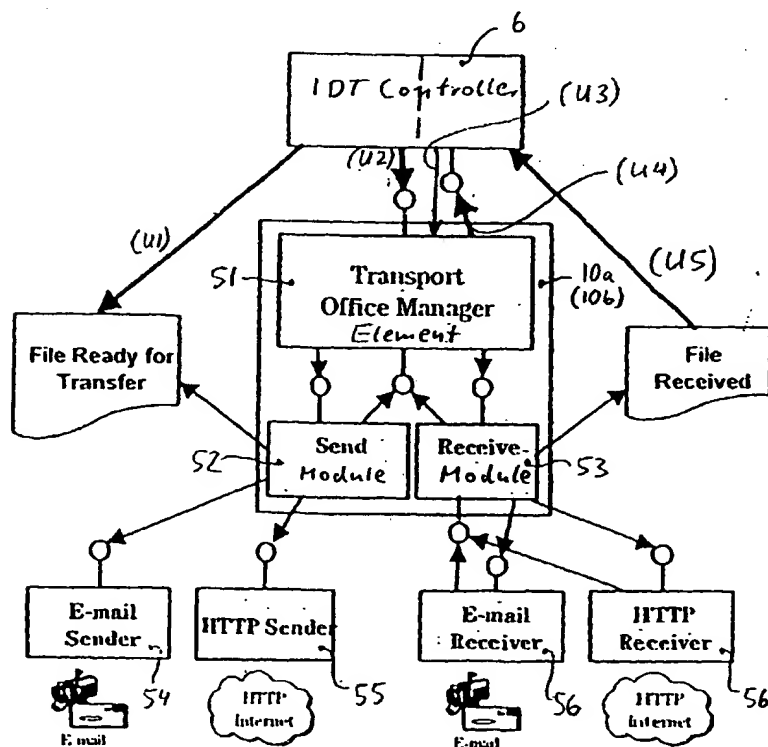 6
IDT Controller
(U3)
(U2)
(U4)
(U1)
(U5)
51
Transport
Office Manager
Element
10a
(10b)
File Ready for
Transfer
File
Received
52
Send
Module
Receive-
Module
53
E-mail
Sender
54
HTTP Sender
55
E-mail
Receiver
56
HTTP
Receiver
56
E-mail
HTTP
Internet
E-mail
HTTP
Internet